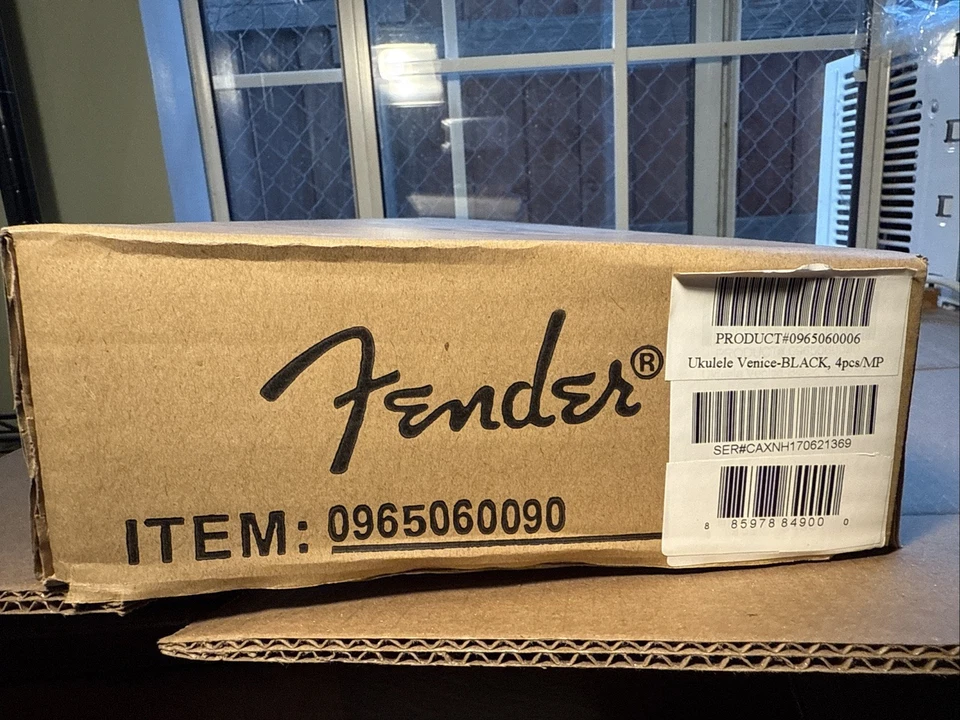 Fender®
ITEM: 0965060090
PRODUCT#0965060006
Ukulele Venice-BLACK, 4pcs/MP
SER#CAXNH170621369
8 85978 84900 0